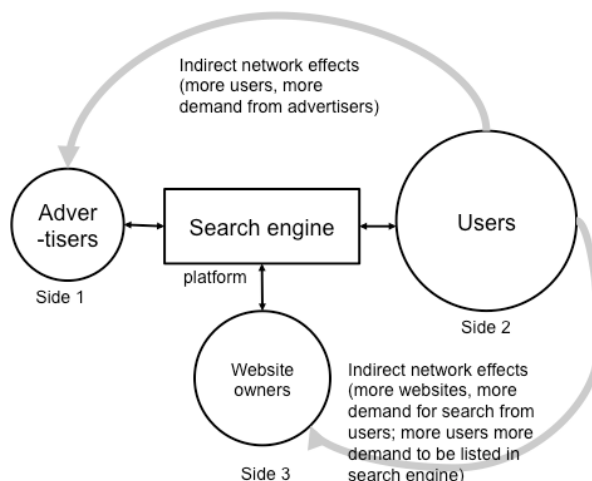 Indirect network effects
(more users, more
demand from advertisers)
Adver
-tisers
Search engine
Users
platform
Side 1
Side 2
Website
owners
Indirect network effects
(more websites, more
demand for search from
users; more users more
demand to be listed in
search engine)
Side 3